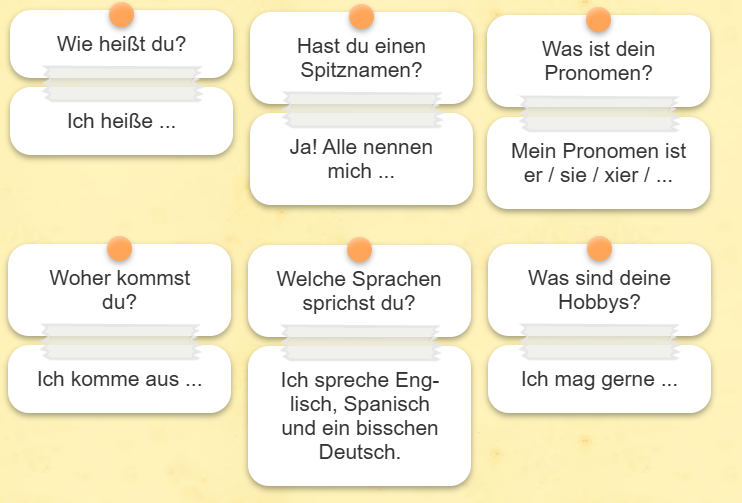 Wie heißt du?
Ich heiße ...
Hast du einen
Spitznamen?
Ja! Alle nennen
mich ...
Was ist dein
Pronomen?
Mein Pronomen ist
er / sie / xier / ...
Woher kommst
du?
Ich komme aus ...
Welche Sprachen
sprichst du?
Ich spreche Eng-
lisch, Spanisch
und ein bisschen
Deutsch.
Was sind deine
Hobbys?
Ich mag gerne ...